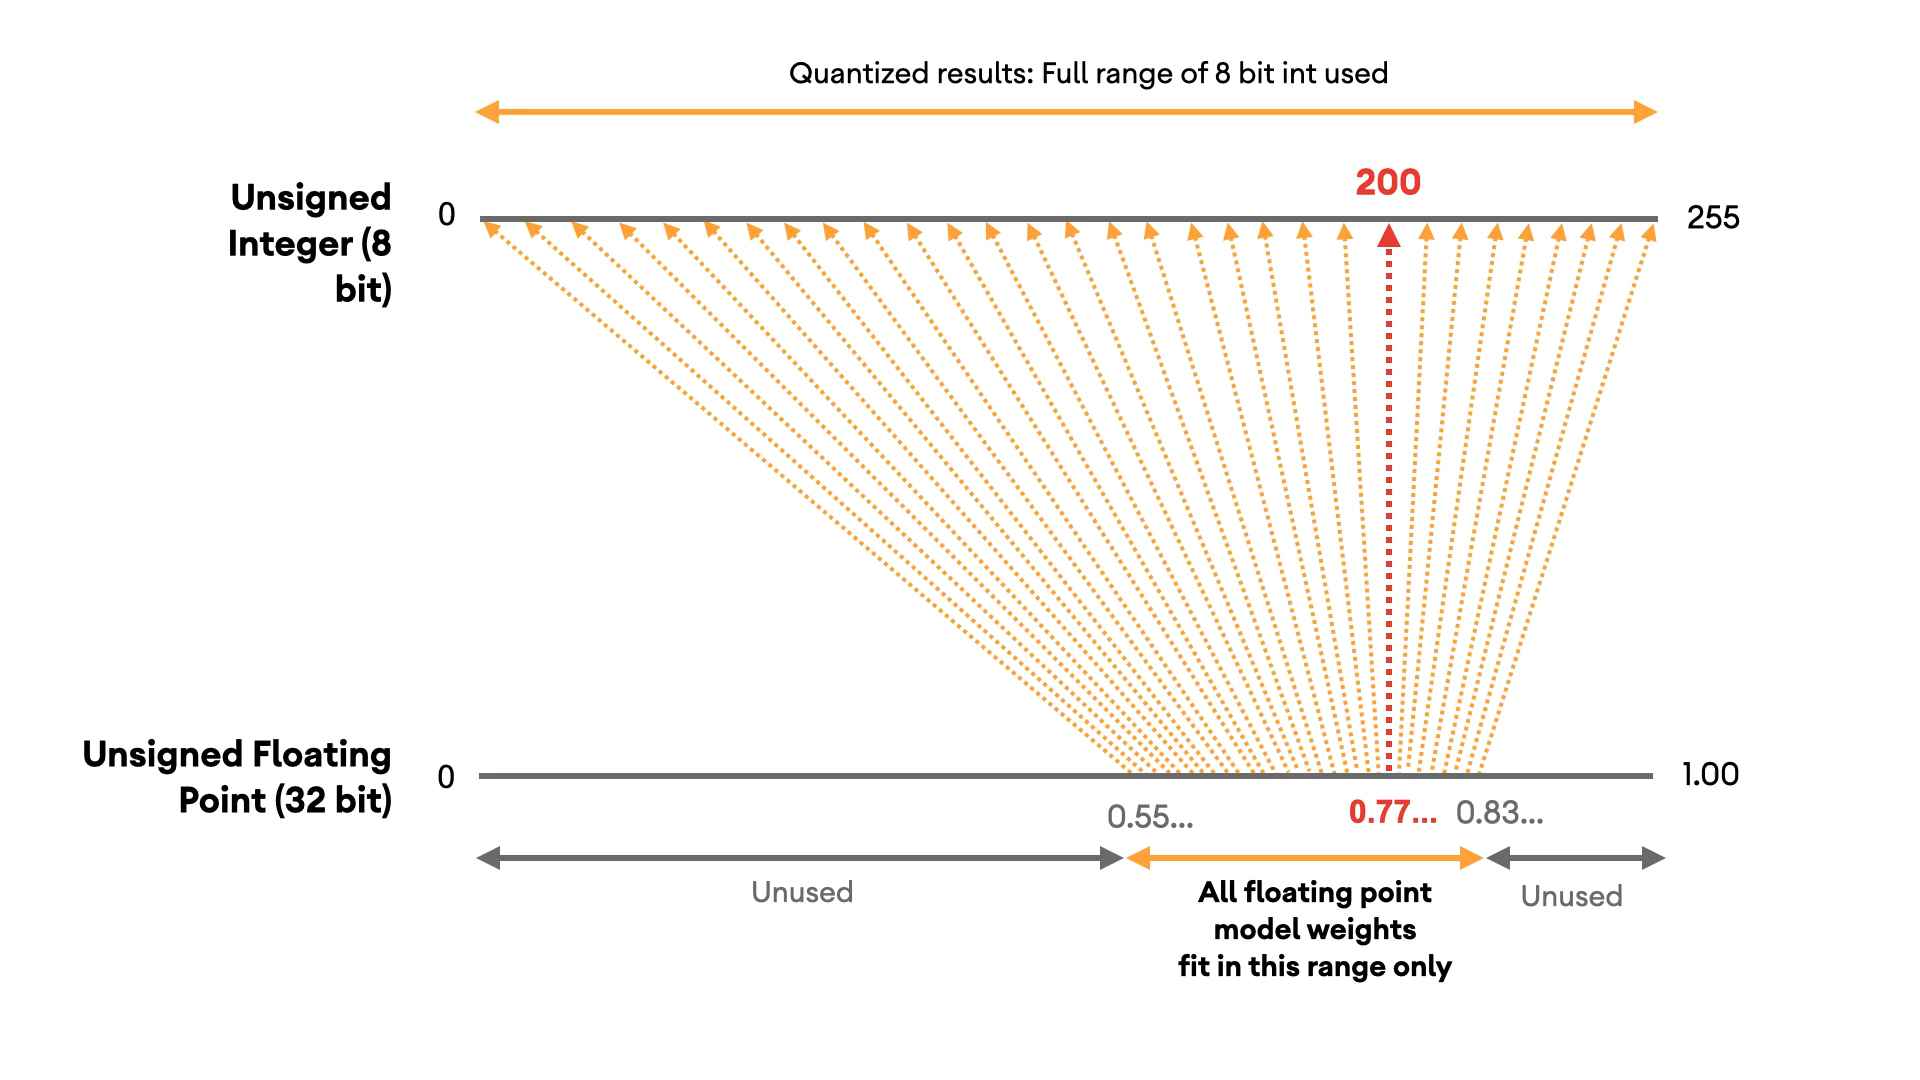 Quantized results: Full range of 8 bit int used
200
Unsigned
Integer (8
bit)
0
255
Unsigned Floating
Point (32 bit)
0
1.00
0.55...
0.77...
0.83...
Unused
All floating point
model weights
fit in this range only
Unused